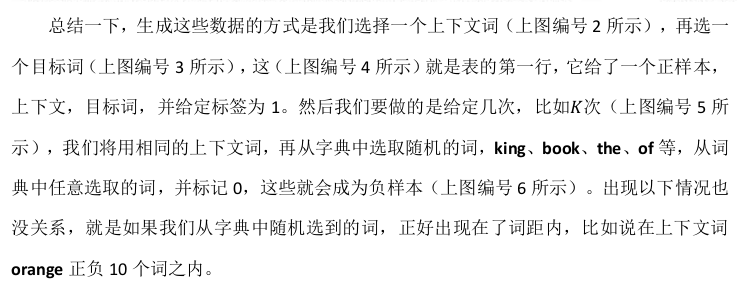 总结一下，生成这些数据的方式是我们选择一个上下文词（上图编号 2 所示），再选一
个目标词（上图编号 3 所示），这（上图编号 4 所示）就是表的第一行，它给了一个正样本，
上下文，目标词，并给定标签为 1。然后我们要做的是给定几次，比如K次（上图编号 5 所
示），我们将用相同的上下文词，再从字典中选取随机的词，king、book、the、of 等，从词
典中任意选取的词，并标记 0，这些就会成为负样本（上图编号 6 所示）。出现以下情况也
没关系，就是如果我们从字典中随机选到的词，正好出现在了词距内，比如说在上下文词
orange 正负 10 个词之内。